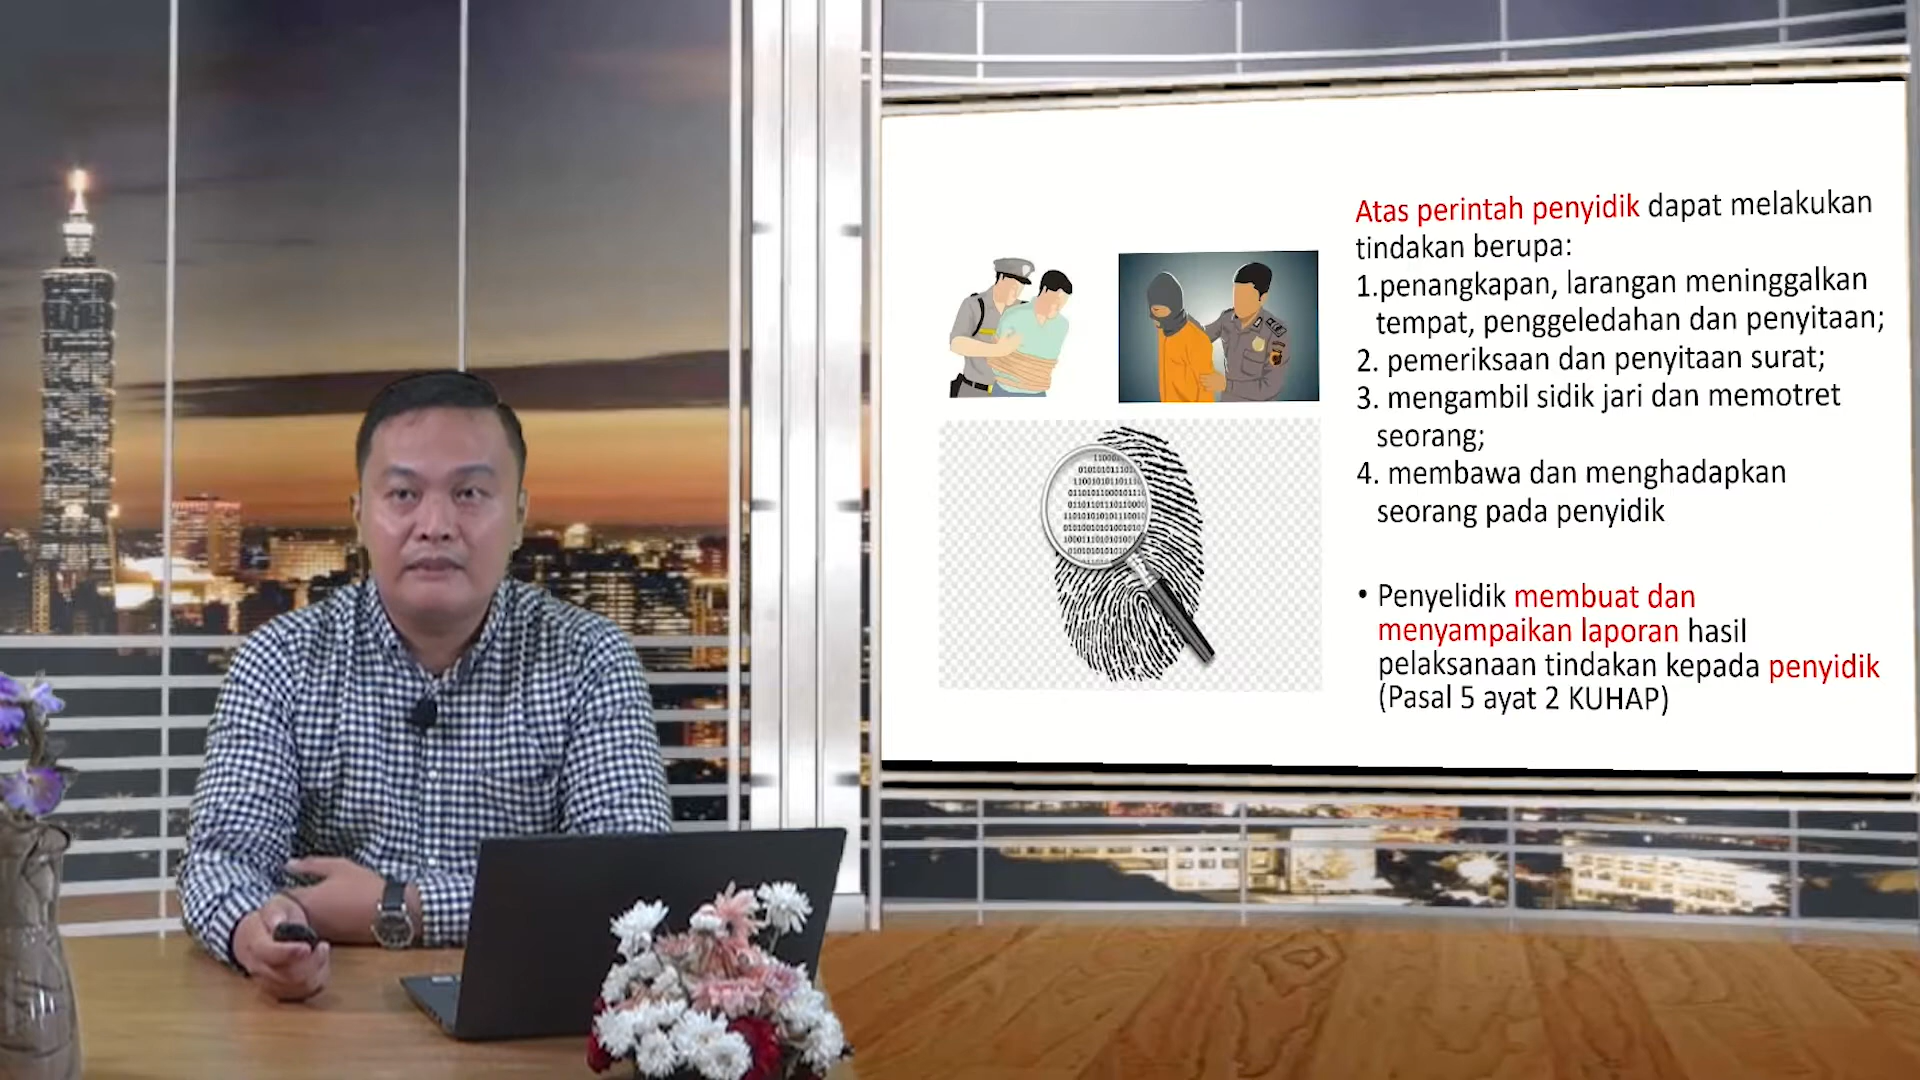 Atas perintah penyidik dapat melakukan
tindakan berupa:
1.penangkapan, larangan meninggalkan
tempat, penggeledahan dan penyitaan;
2. pemeriksaan dan penyitaan surat;
3. mengambil sidik jari dan memotret
seorang;
4. membawa dan menghadapkan
seorang pada penyidik
• Penyelidik membuat dan
menyampaikan laporan hasil
pelaksanaan tindakan kepada penyidik
(Pasal 5 ayat 2 KUHAP)